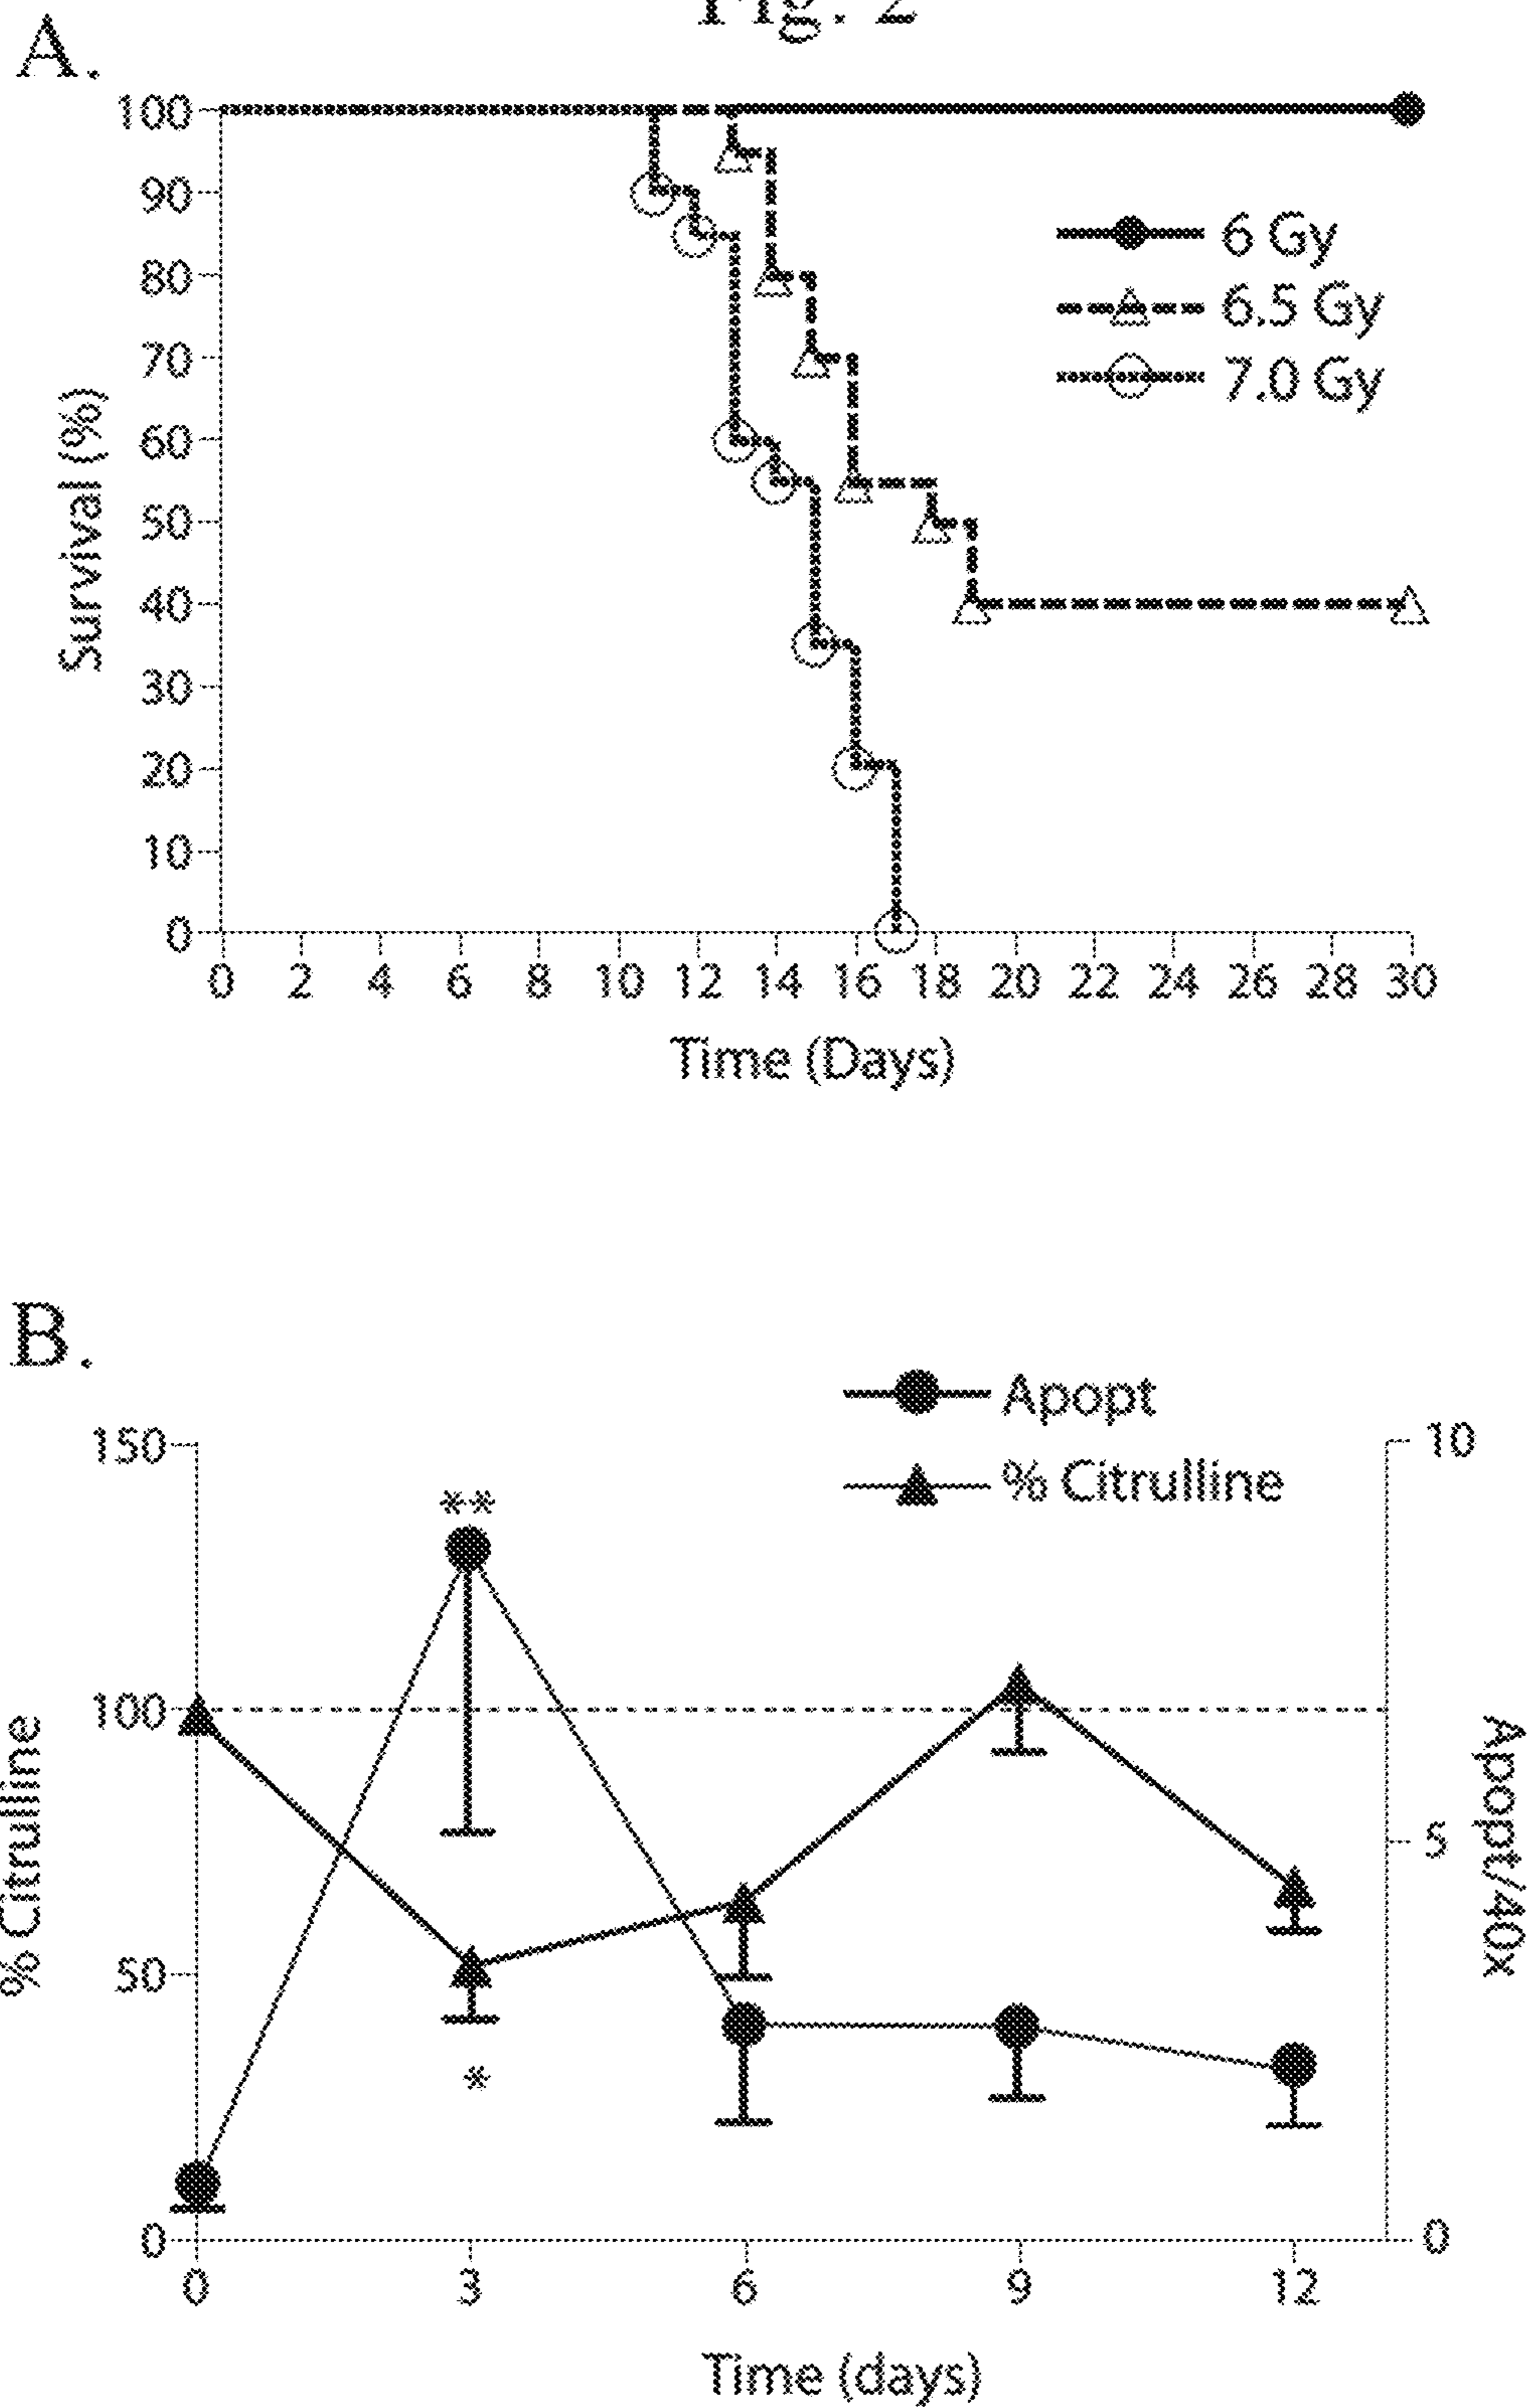 Fig. 2
A.
100
90
80
70
60
50
40
30
20
10
0
Survival (%)
6 Gy
6.5 Gy
7.0 Gy
0 2 4 6 8 10 12 14 16 18 20 22 24 26 28 30
Time (Days)
B.
Apopt
% Citrulline
150
100
50
0
% Citrulline
**
*
10
5
0
Apopt/40x
0 3 6 9 12
Time (days)